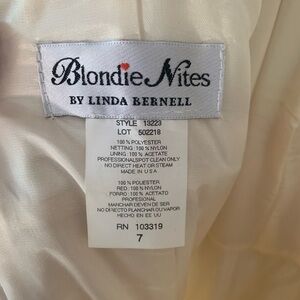 Blondie Nites
BY LINDA BERNELL
STYLE 13223
LOT 502218
100% POLYESTER
NETTING: 100% NYLON
LINING: 100% ACETATE
PROFESSIONAL SPOT CLEAN ONLY
NO DIRECT HEAT OR STEAM
MADE IN U S A
100% POLIESTER
RED: 100% NYLON
FORRO: 100% ACETATO
PROFESIONAL
MANCHAR DEVEN DE SER
NO DIRECTO PLANCHAR OU VAPOR
HECHO EN EE UU
RN 103319
7